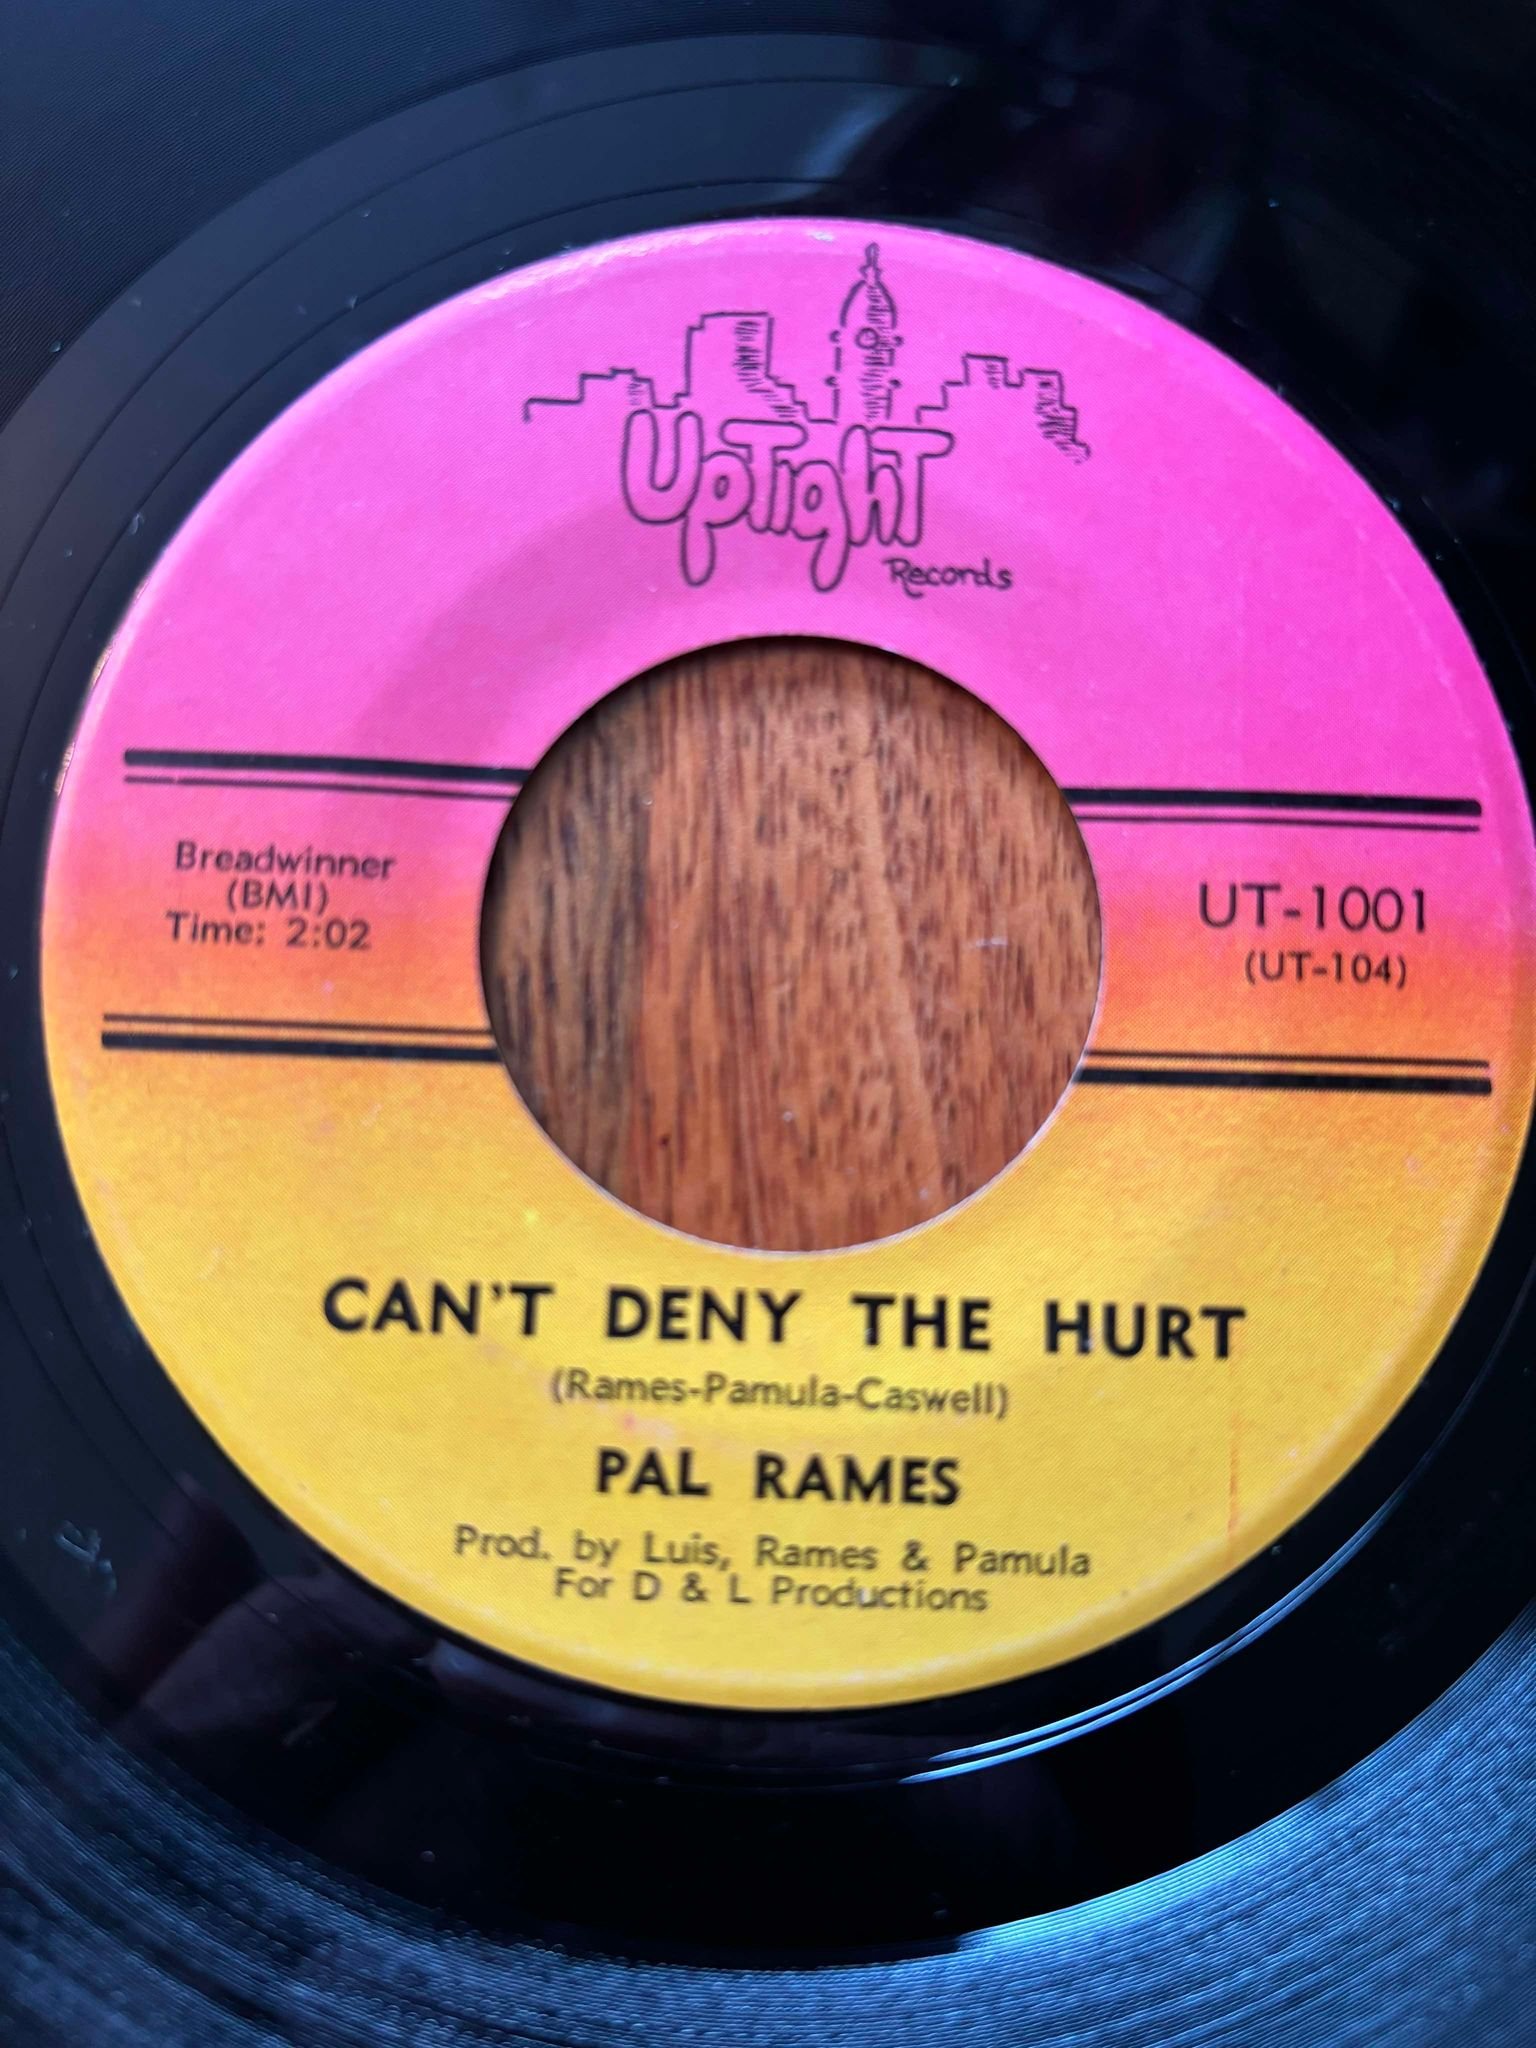 UpTight
Records
Breadwinner
(BMI)
Time: 2:02
UT-1001
(UT-104)
CAN'T DENY THE HURT
(Rames-Pamula-Caswell)
PAL RAMES
Prod. by Luis, Rames & Pamula
For D & L Productions